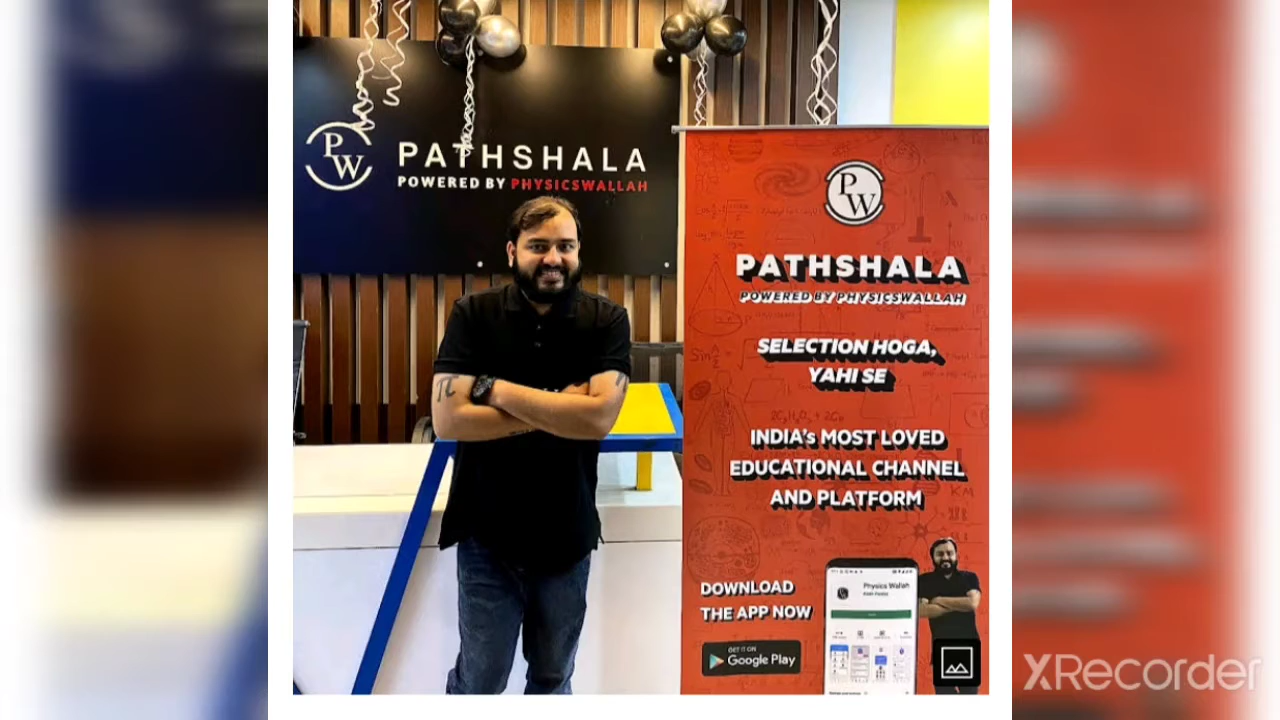 PW
PATHSHALA
POWERED BY PHYSICSWALLAH
PW
PATHSHALA
POWERED BY PHYSICSWALLAH
SELECTION HOGA,
YAHI SE
INDIA's MOST LOVED
EDUCATIONAL CHANNEL
AND PLATFORM
DOWNLOAD
THE APP NOW
GET IT ON
Google Play
Physics Wallah
π
XRecorder